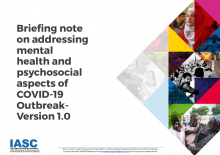 Briefing note
on addressing
mental
health and
psychosocial
aspects of
COVID-19
Outbreak-
Version 1.0
IASC